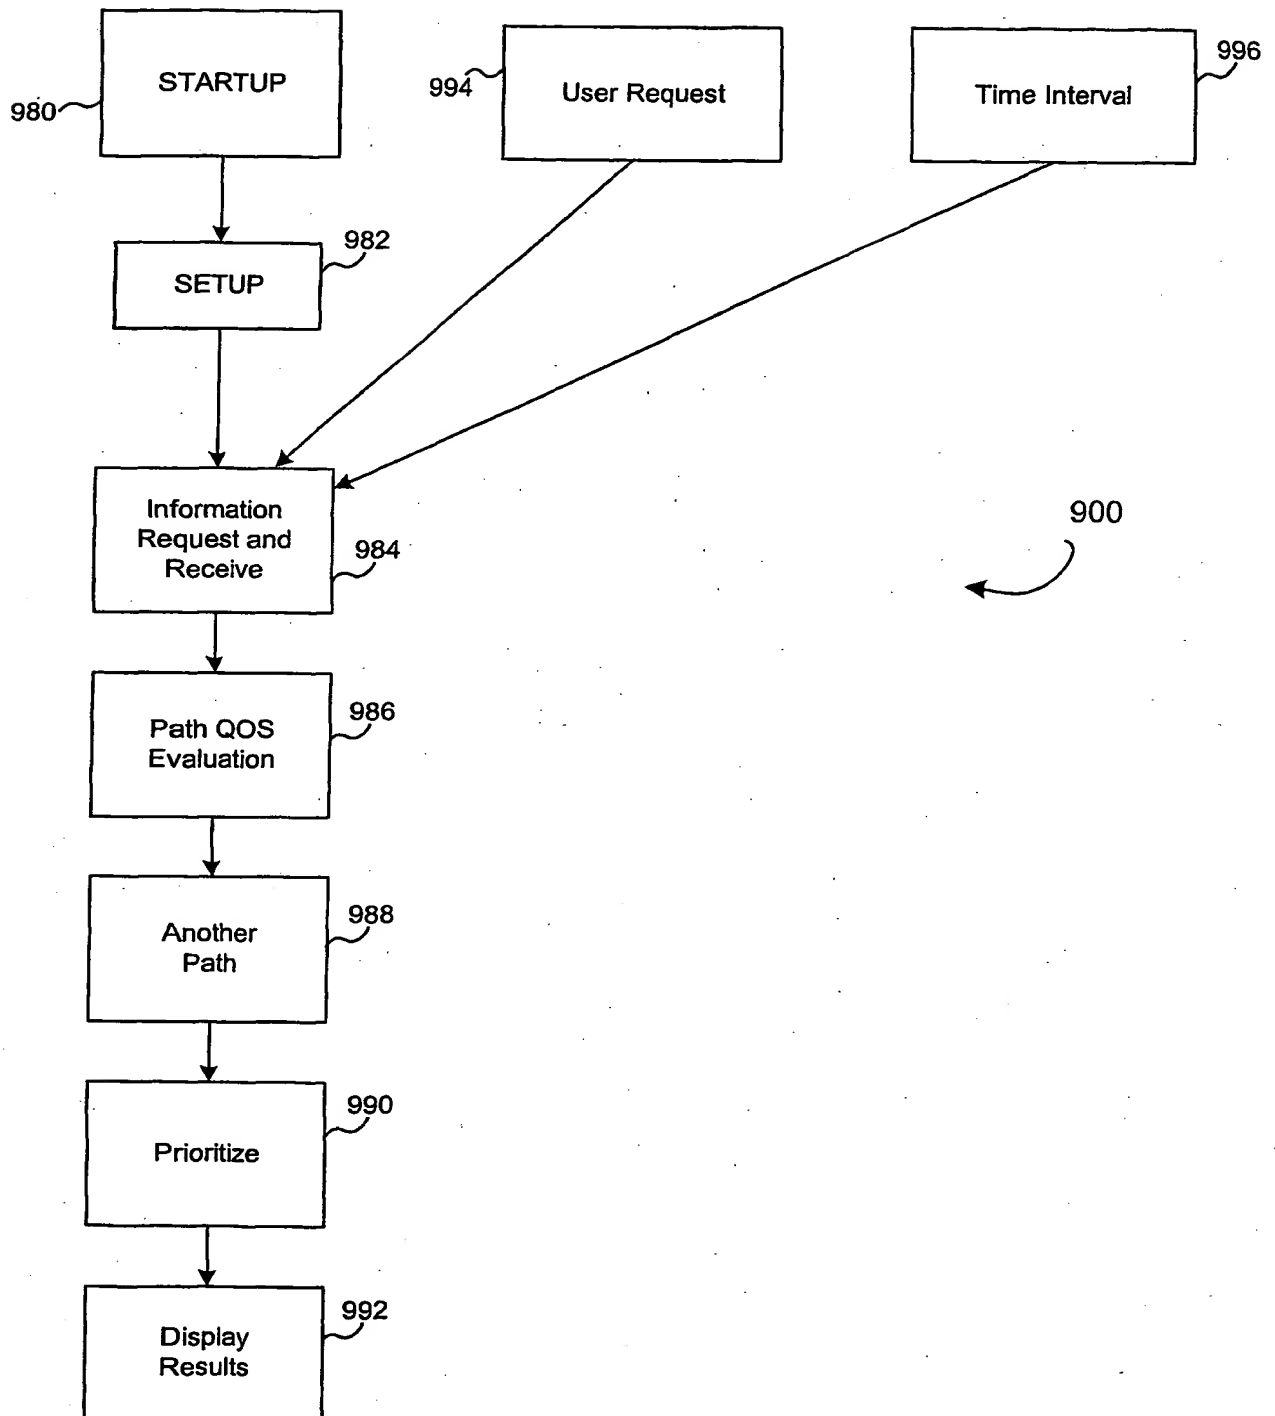 STARTUP
980
994
User Request
Time Interval
996
982
SETUP
Information
Request and
Receive
984
900
Path QOS
Evaluation
986
Another
Path
988
Prioritize
990
Display
Results
992